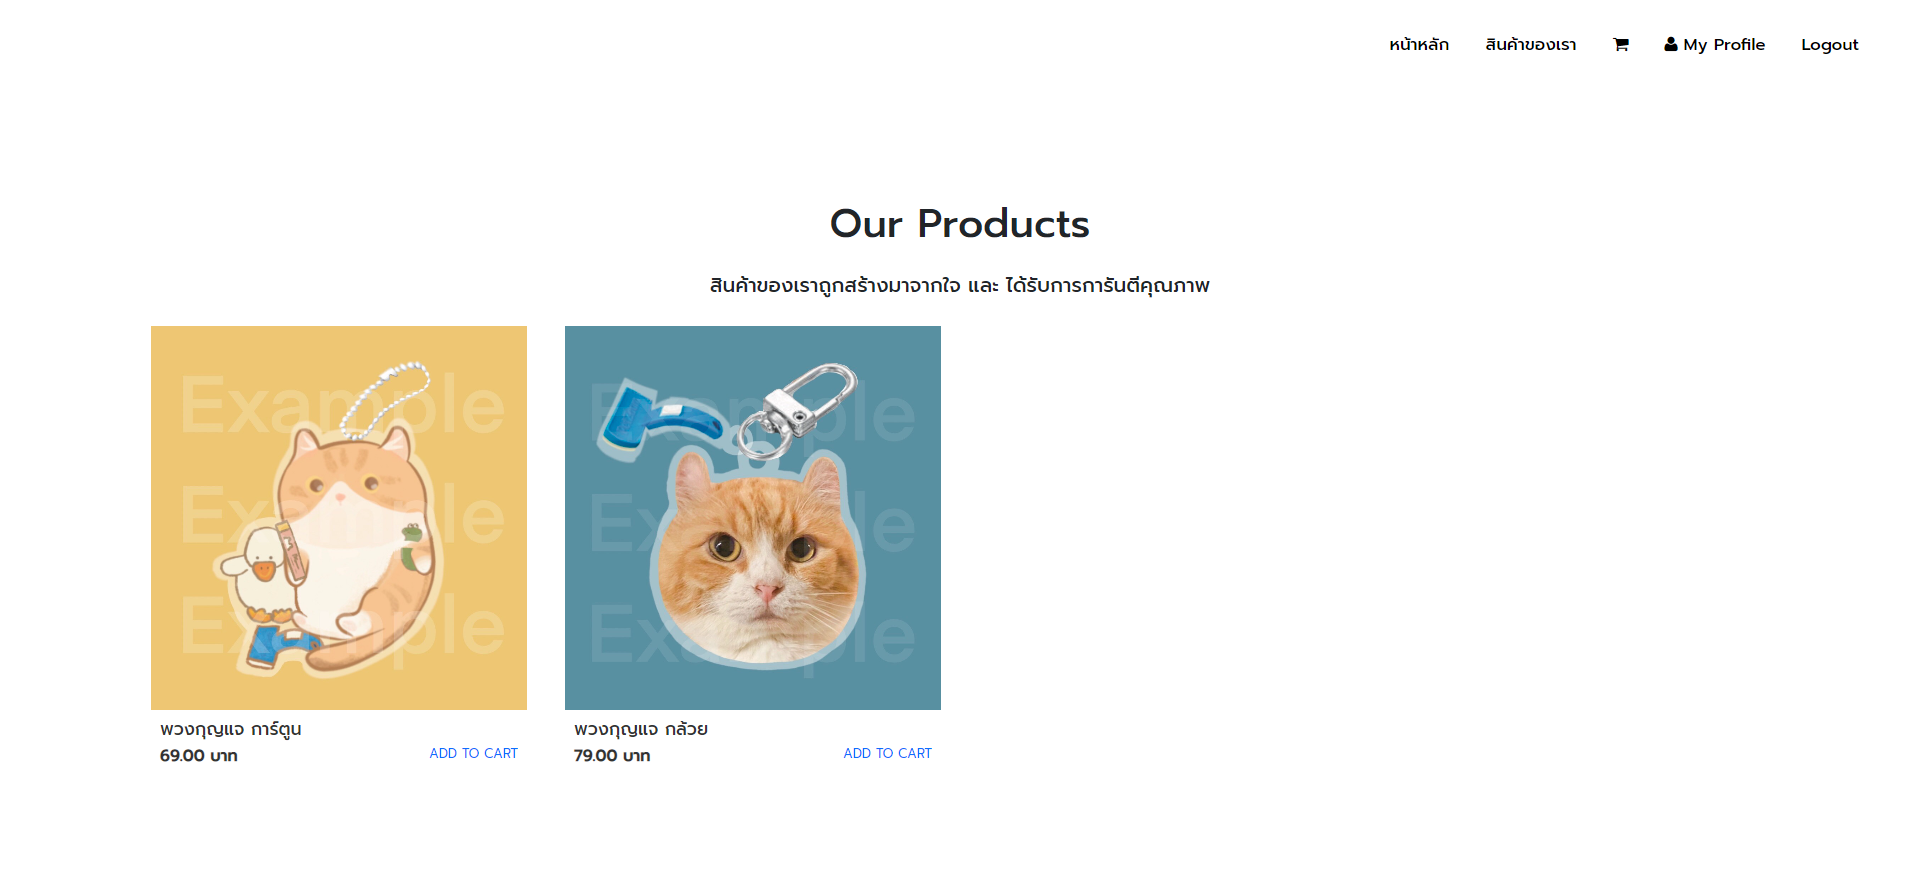 หน้าหลัก สินค้าของเรา My Profile Logout
Our Products
สินค้าของเราถูกสร้างมาจากใจ และ ได้รับการการันตีคุณภาพ
Example
Example
Example
Example
Example
Example
พวงกุญแจ การ์ตูน
69.00 บาท ADD TO CART
พวงกุญแจ กล้วย
79.00 บาท ADD TO CART